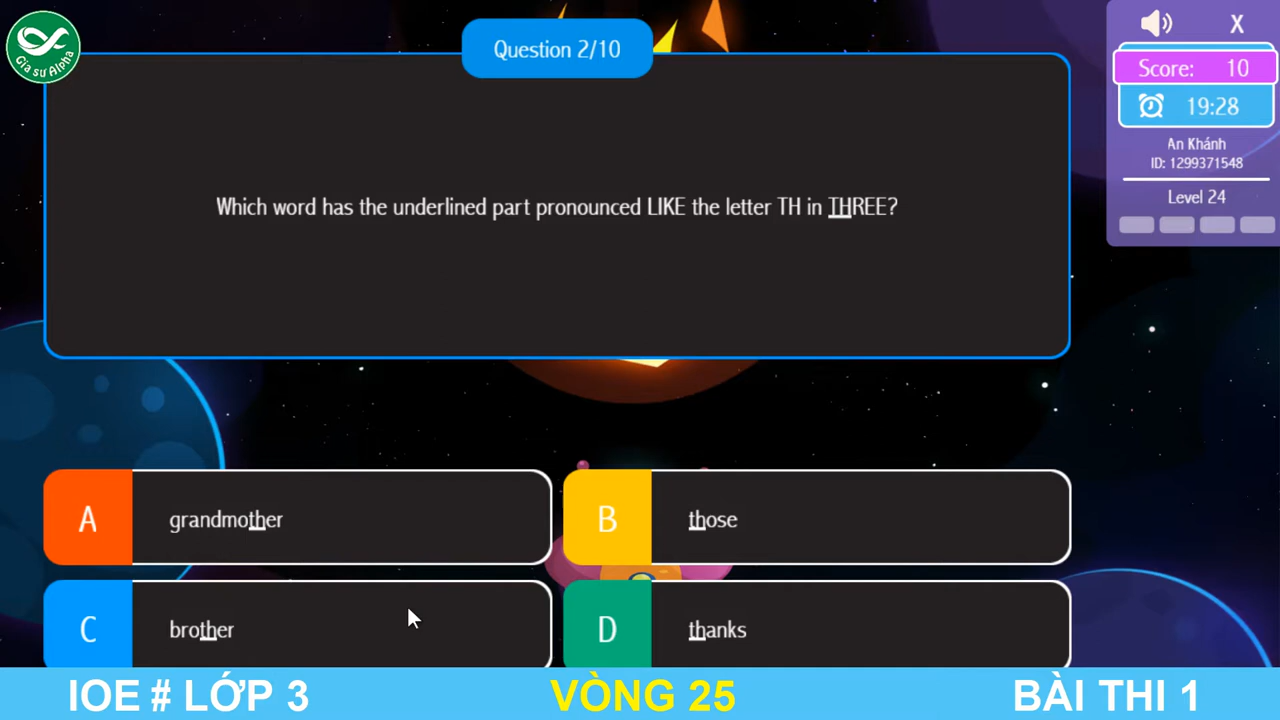 Gia sư Alpha
Question 2/10
X
Score: 10
19:28
An Khánh
ID: 1299371548
Level 24
Which word has the underlined part pronounced LIKE the letter TH in THREE?
A grandmother
B those
C brother
D thanks
IOE # LỚP 3 VÒNG 25 BÀI THI 1